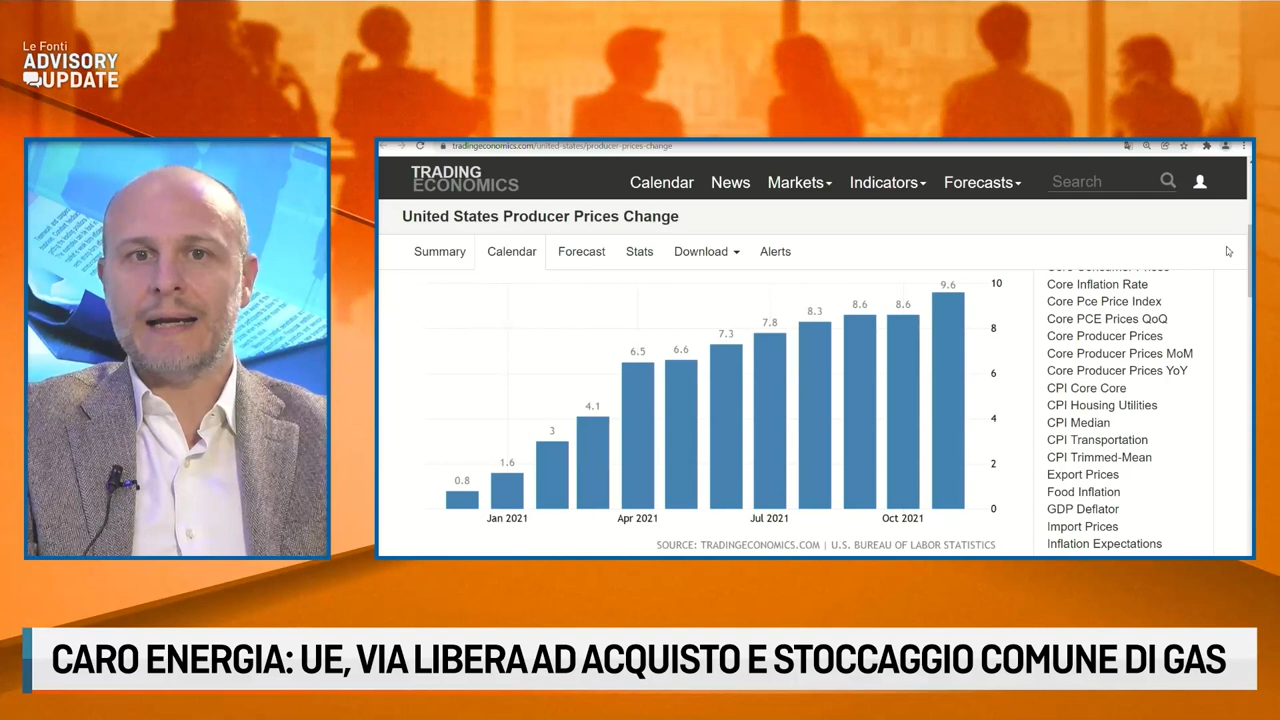 Le Fonti
ADVISORY
UPDATE
tradingeconomics.com/united-states/producer-prices-change
TRADING
ECONOMICS
Calendar News Markets Indicators Forecasts Search
United States Producer Prices Change
Summary Calendar Forecast Stats Download Alerts
0.8
1.6
3
4.1
6.5
6.6
7.3
7.8
8.3
8.6
8.6
9.6
10
8
6
4
2
0
Jan 2021 Apr 2021 Jul 2021 Oct 2021
SOURCE: TRADINGECONOMICS.COM | U.S. BUREAU OF LABOR STATISTICS
Core Consumer Prices
Core Inflation Rate
Core Pce Price Index
Core PCE Prices QoQ
Core Producer Prices
Core Producer Prices MoM
Core Producer Prices YoY
CPI Core Core
CPI Housing Utilities
CPI Median
CPI Transportation
CPI Trimmed-Mean
Export Prices
Food Inflation
GDP Deflator
Import Prices
Inflation Expectations
CARO ENERGIA: UE, VIA LIBERA AD ACQUISTO E STOCCAGGIO COMUNE DI GAS